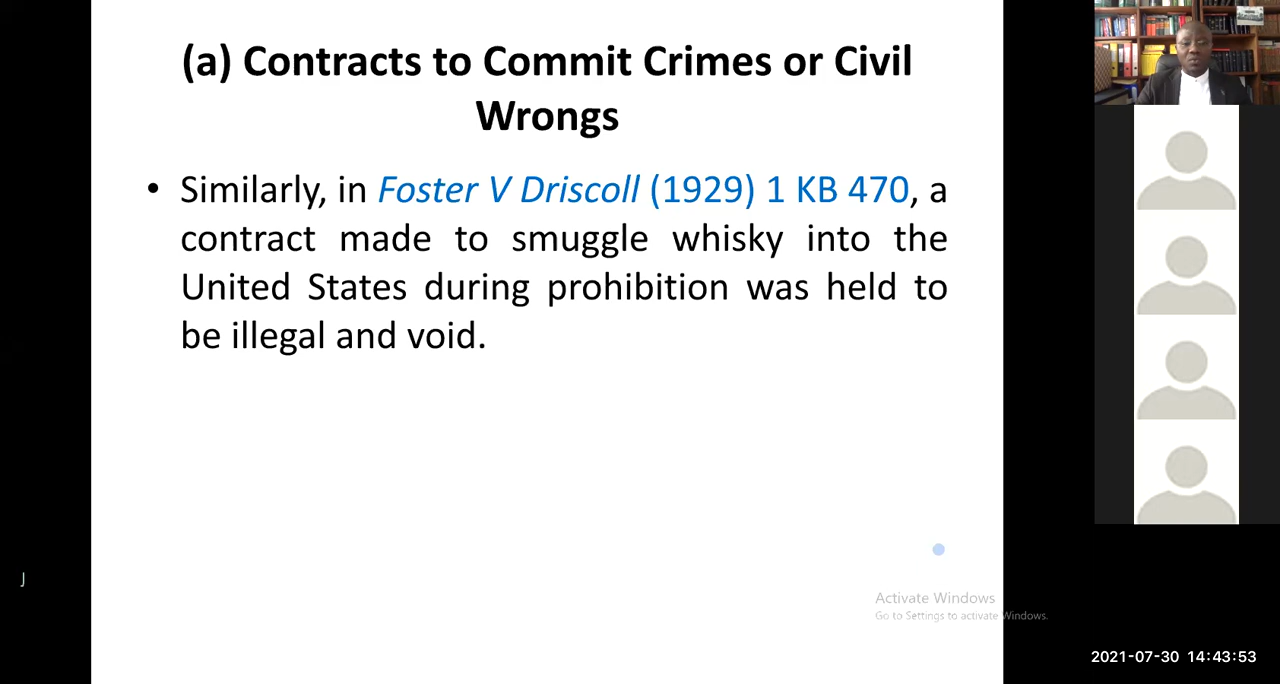 (a) Contracts to Commit Crimes or Civil
Wrongs
• Similarly, in Foster V Driscoll (1929) 1 KB 470, a
contract made to smuggle whisky into the
United States during prohibition was held to
be illegal and void.
J
Activate Windows
Go to Settings to activate Windows.
2021-07-30 14:43:53